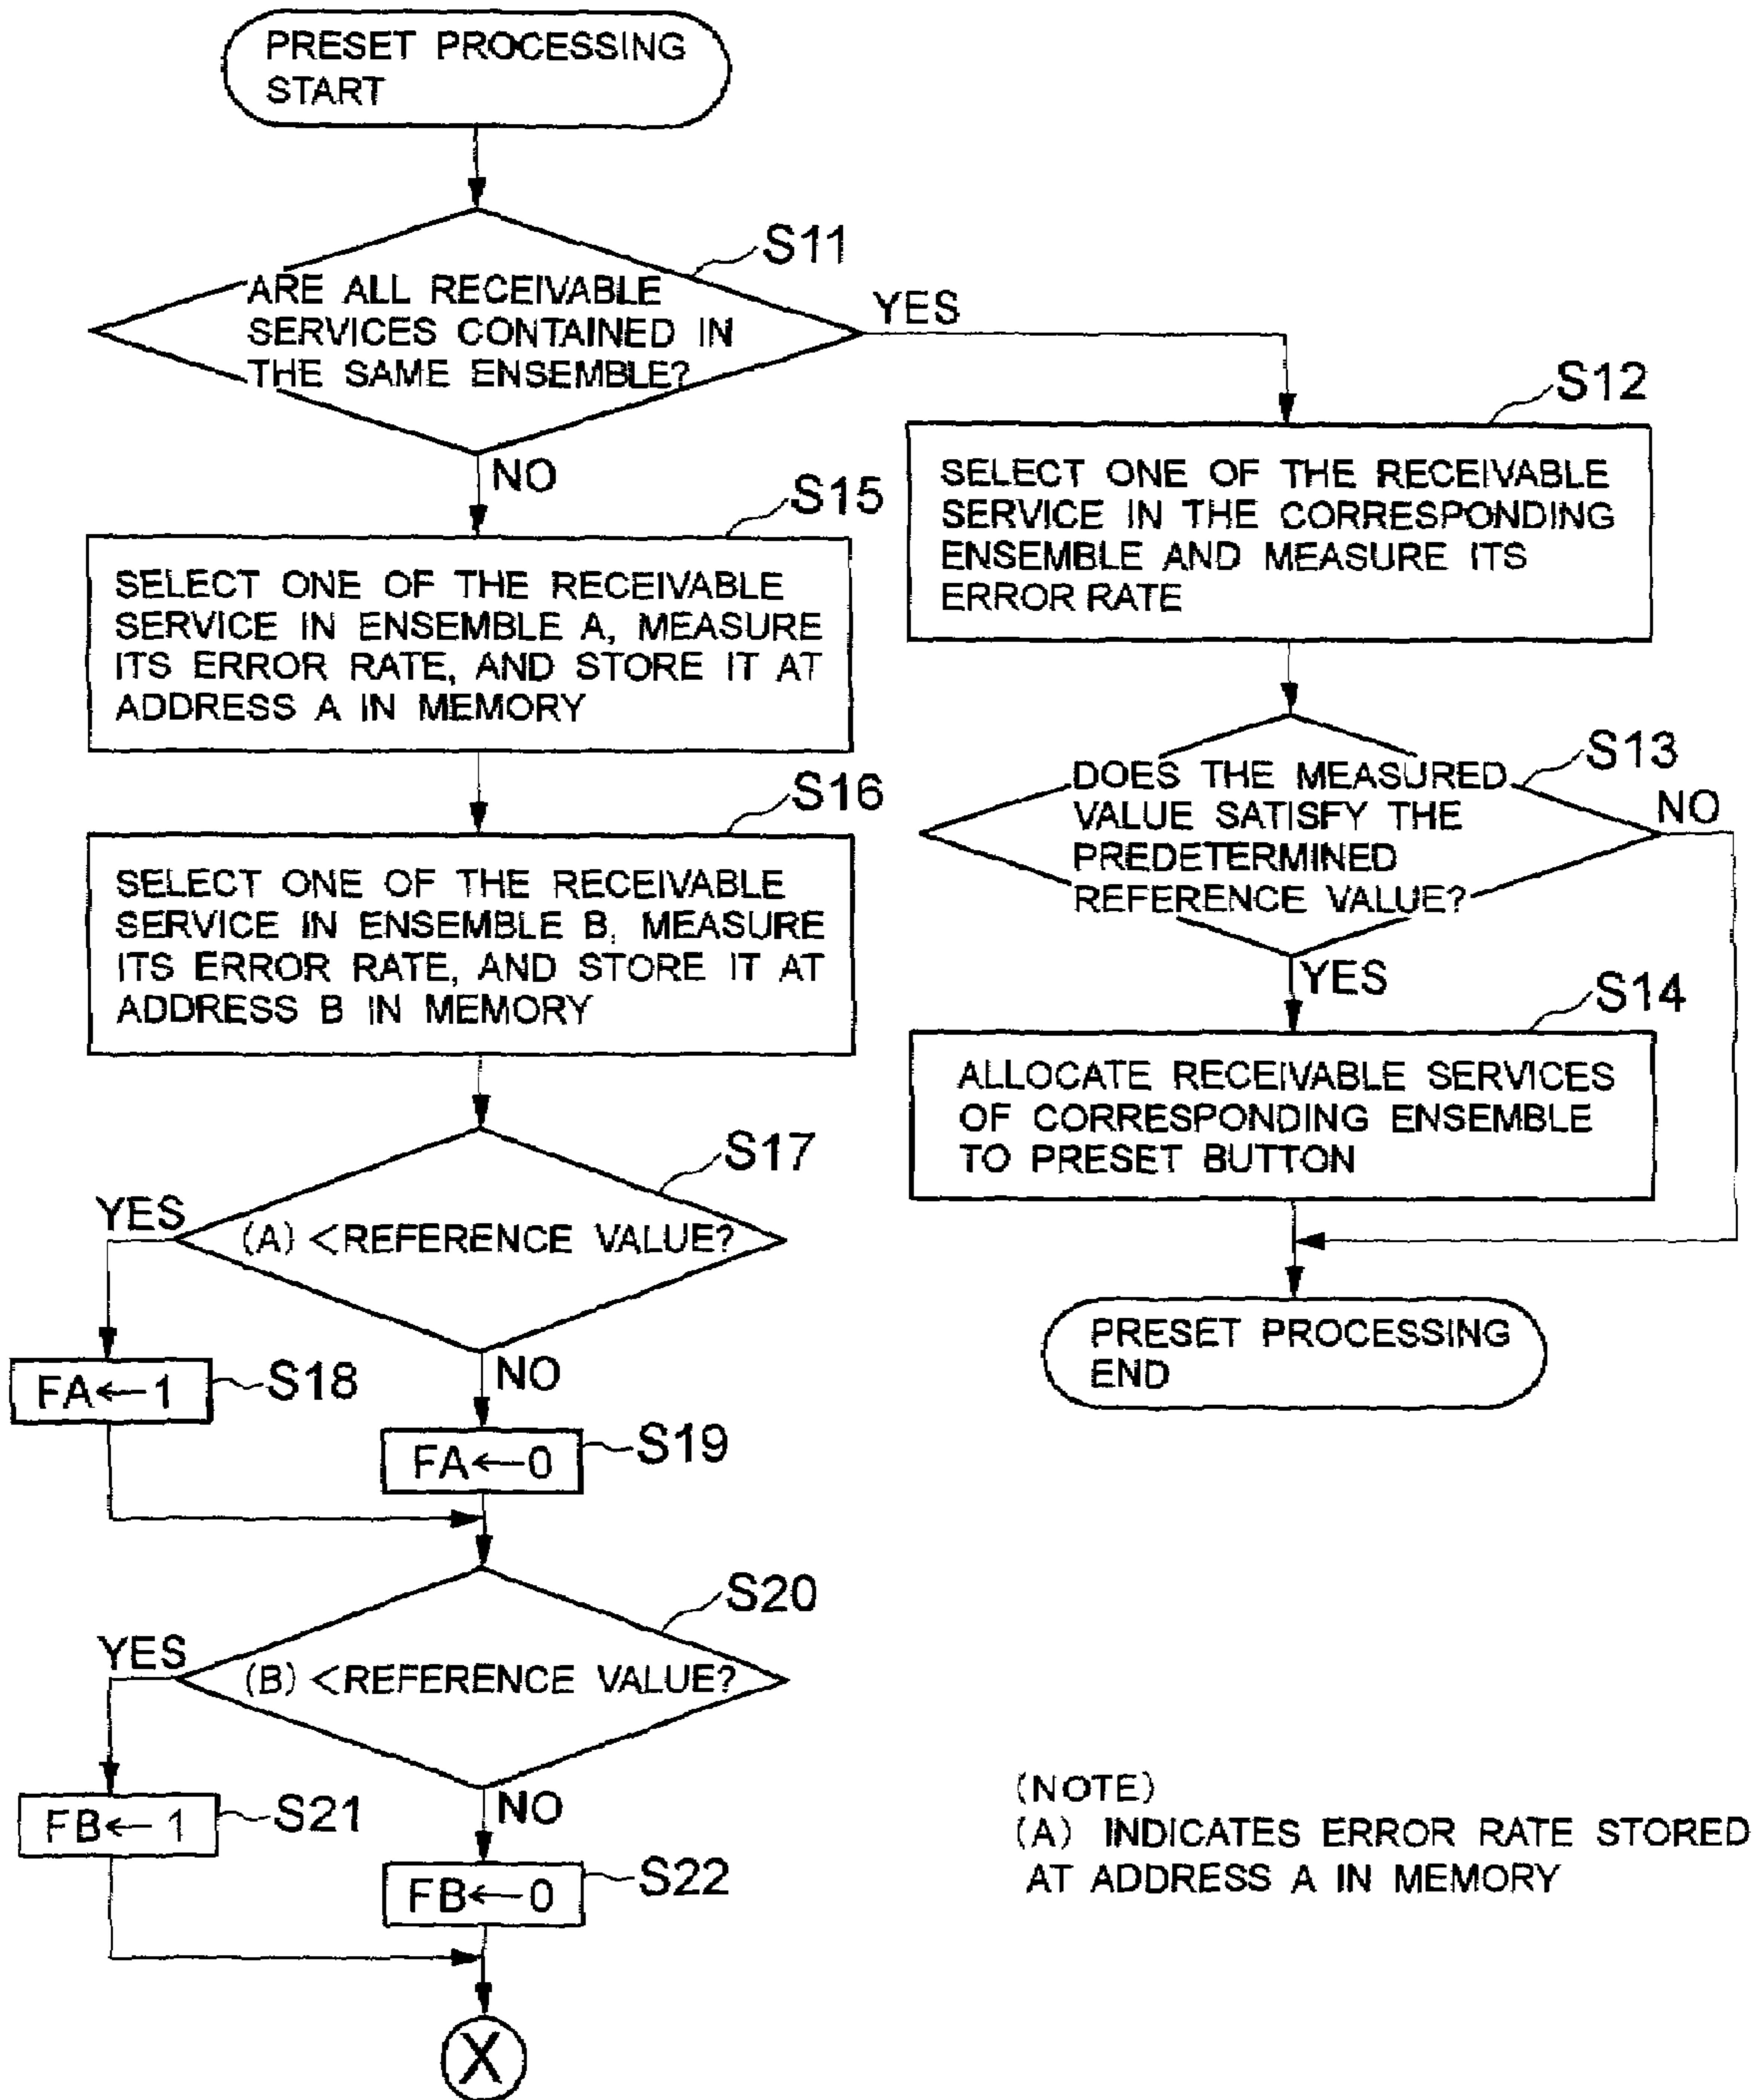 PRESET PROCESSING
START
S11
ARE ALL RECEIVABLE
SERVICES CONTAINED IN
THE SAME ENSEMBLE?
YES
NO
S12
SELECT ONE OF THE RECEIVABLE
SERVICE IN THE CORRESPONDING
ENSEMBLE AND MEASURE ITS
ERROR RATE
S13
DOES THE MEASURED
VALUE SATISFY THE
PREDETERMINED
REFERENCE VALUE?
NO
YES
S14
ALLOCATE RECEIVABLE SERVICES
OF CORRESPONDING ENSEMBLE
TO PRESET BUTTON
PRESET PROCESSING
END
S15
SELECT ONE OF THE RECEIVABLE
SERVICE IN ENSEMBLE A, MEASURE
ITS ERROR RATE, AND STORE IT AT
ADDRESS A IN MEMORY
S16
SELECT ONE OF THE RECEIVABLE
SERVICE IN ENSEMBLE B, MEASURE
ITS ERROR RATE, AND STORE IT AT
ADDRESS B IN MEMORY
S17
YES
(A) <REFERENCE VALUE?
NO
FA←1
S18
FA←0
S19
S20
YES
(B) <REFERENCE VALUE?
NO
FB←1
S21
FB←0
S22
X
(NOTE)
(A) INDICATES ERROR RATE STORED
AT ADDRESS A IN MEMORY